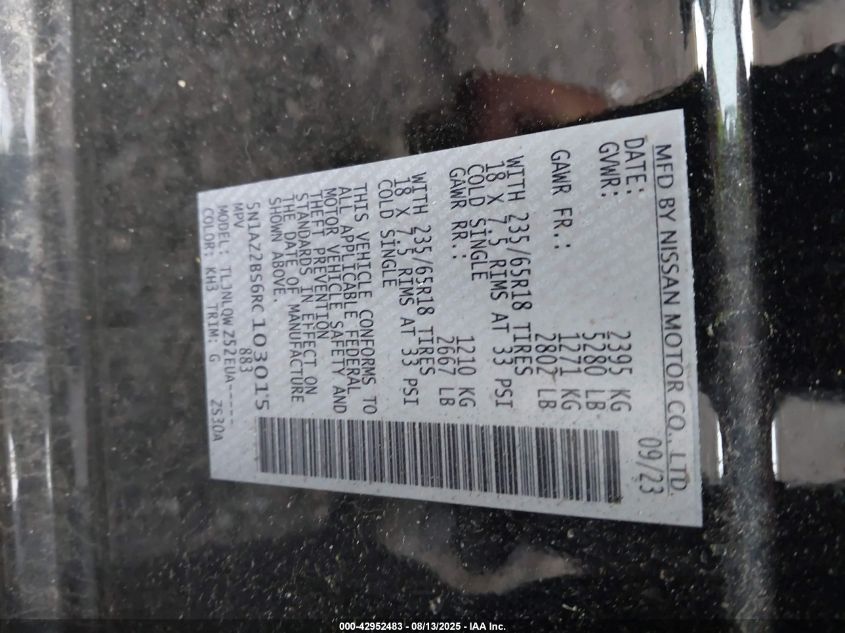 MFD BY NISSAN MOTOR CO., LTD.
DATE: 09/23
GVWR: 2395 KG
5280 LB
GAWR FR.: 1271 KG
2802 LB
WITH 235/65R18 TIRES
18 X 7.5 RIMS AT 33 PSI
COLD SINGLE
GAWR RR.: 1210 KG
2667 LB
WITH 235/65R18 TIRES
18 X 7.5 RIMS AT 33 PSI
COLD SINGLE
THIS VEHICLE CONFORMS TO
ALL APPLICABLE FEDERAL
MOTOR VEHICLE SAFETY AND
THEFT PREVENTION
STANDARDS IN EFFECT ON
THE DATE OF MANUFACTURE
SHOWN ABOVE.
5N1AZ2BS6RC103015
MPV 883
MODEL: TL3NLQWZ52EUA-----
COLOR: KH3 TRIM: G Z530A
000-42952483 - 08/13/2025 - IAA Inc.